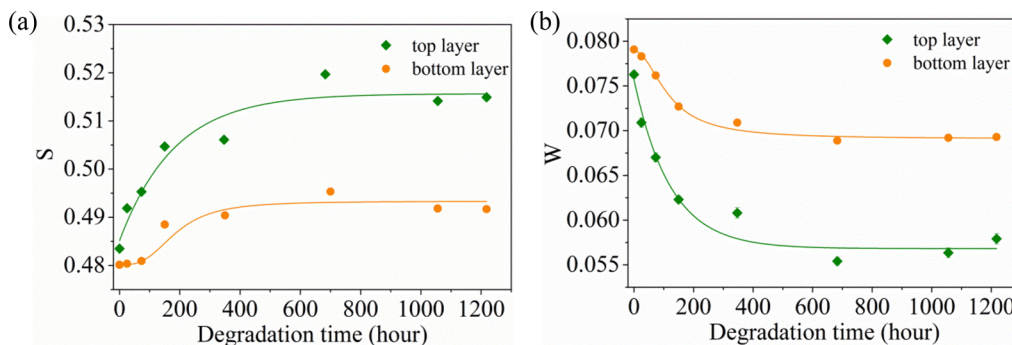 (a)
0.53
0.52
0.51
0.50
0.49
0.48
S
top layer
bottom layer
0 200 400 600 800 1000 1200
Degradation time (hour)
(b)
0.080
0.075
0.070
0.065
0.060
0.055
W
top layer
bottom layer
0 200 400 600 800 1000 1200
Degradation time (hour)